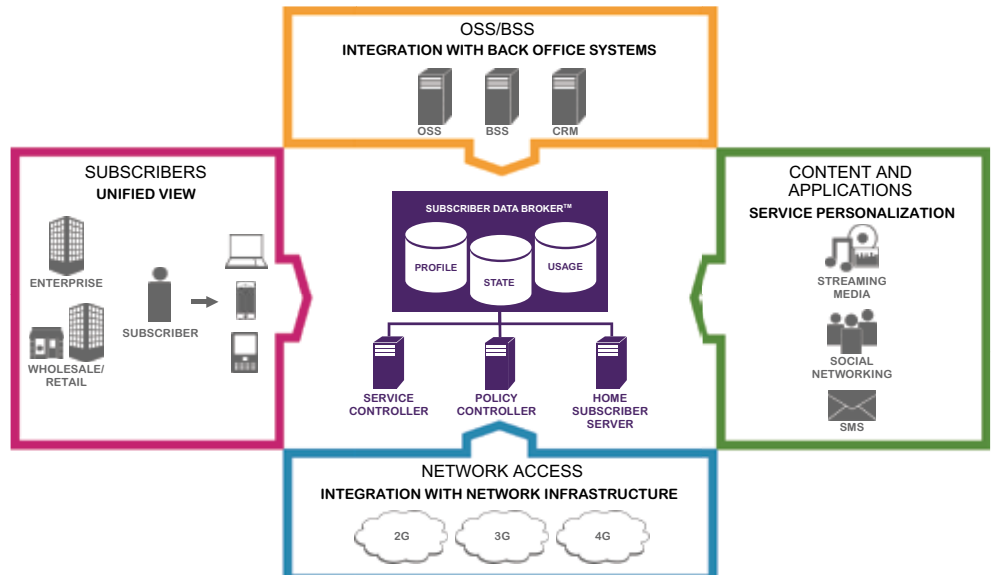 OSS/BSS
INTEGRATION WITH BACK OFFICE SYSTEMS
OSS
BSS
CRM
SUBSCRIBERS
UNIFIED VIEW
ENTERPRISE
SUBSCRIBER
WHOLESALE/
RETAIL
SUBSCRIBER DATA BROKER™
PROFILE
STATE
USAGE
SERVICE
CONTROLLER
POLICY
CONTROLLER
HOME
SUBSCRIBER
SERVER
CONTENT AND
APPLICATIONS
SERVICE PERSONALIZATION
STREAMING
MEDIA
SOCIAL
NETWORKING
SMS
NETWORK ACCESS
INTEGRATION WITH NETWORK INFRASTRUCTURE
2G
3G
4G